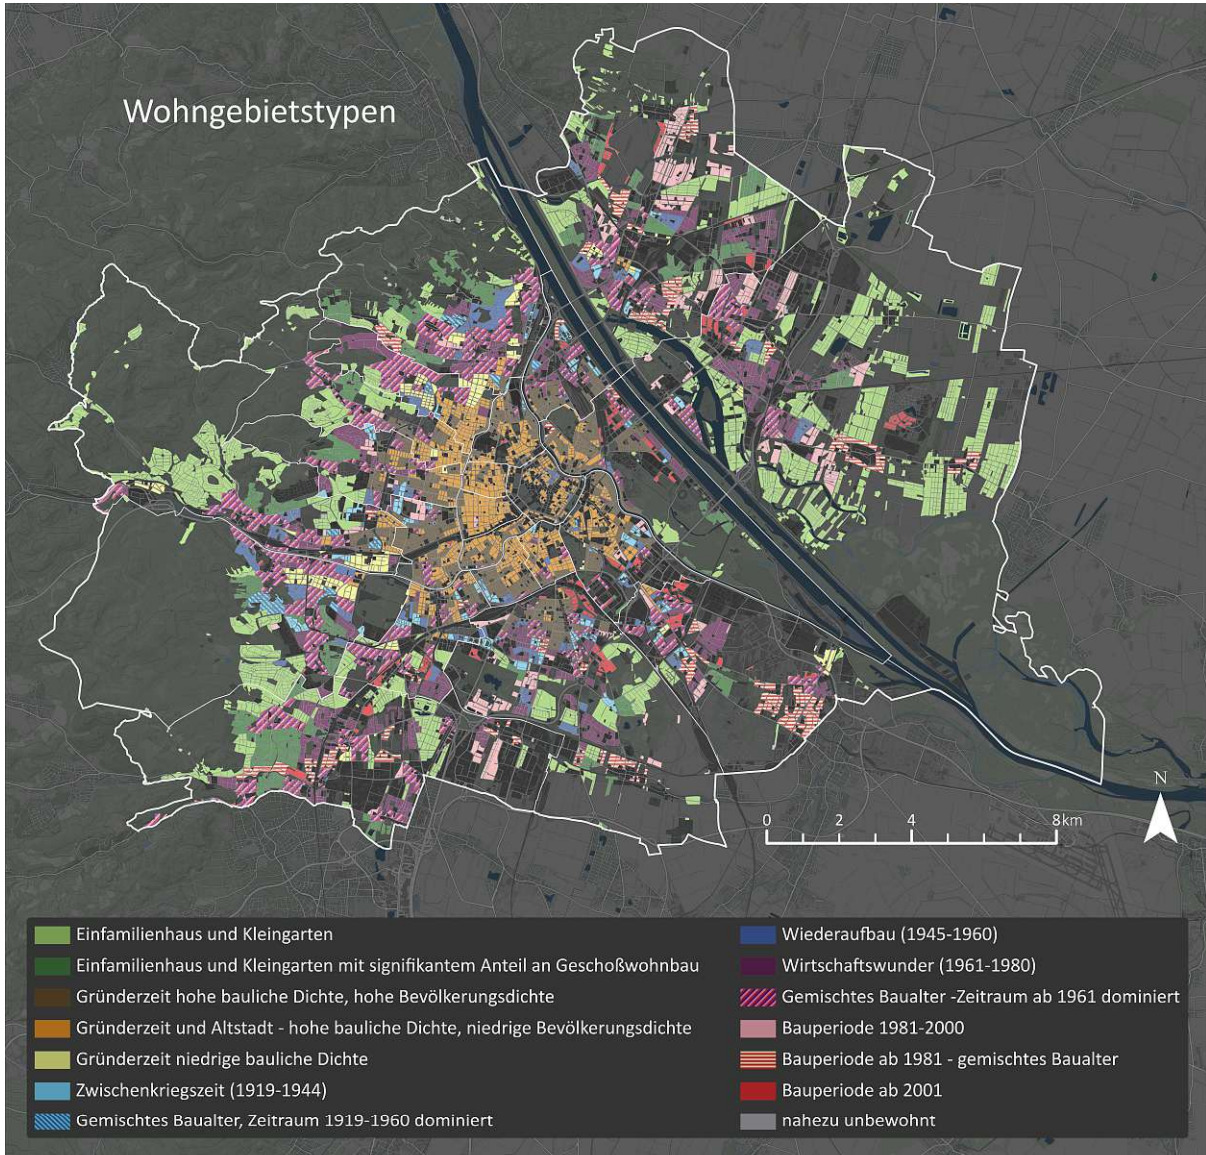 Wohngebietstypen
N
0 2 4 8km
Einfamilienhaus und Kleingarten
Einfamilienhaus und Kleingarten mit signifikantem Anteil an Geschoßwohnbau
Gründerzeit hohe bauliche Dichte, hohe Bevölkerungsdichte
Gründerzeit und Altstadt - hohe bauliche Dichte, niedrige Bevölkerungsdichte
Gründerzeit niedrige bauliche Dichte
Zwischenkriegszeit (1919-1944)
Gemischtes Baualter, Zeitraum 1919-1960 dominiert
Wiederaufbau (1945-1960)
Wirtschaftswunder (1961-1980)
Gemischtes Baualter -Zeitraum ab 1961 dominiert
Bauperiode 1981-2000
Bauperiode ab 1981 - gemischtes Baualter
Bauperiode ab 2001
nahezu unbewohnt